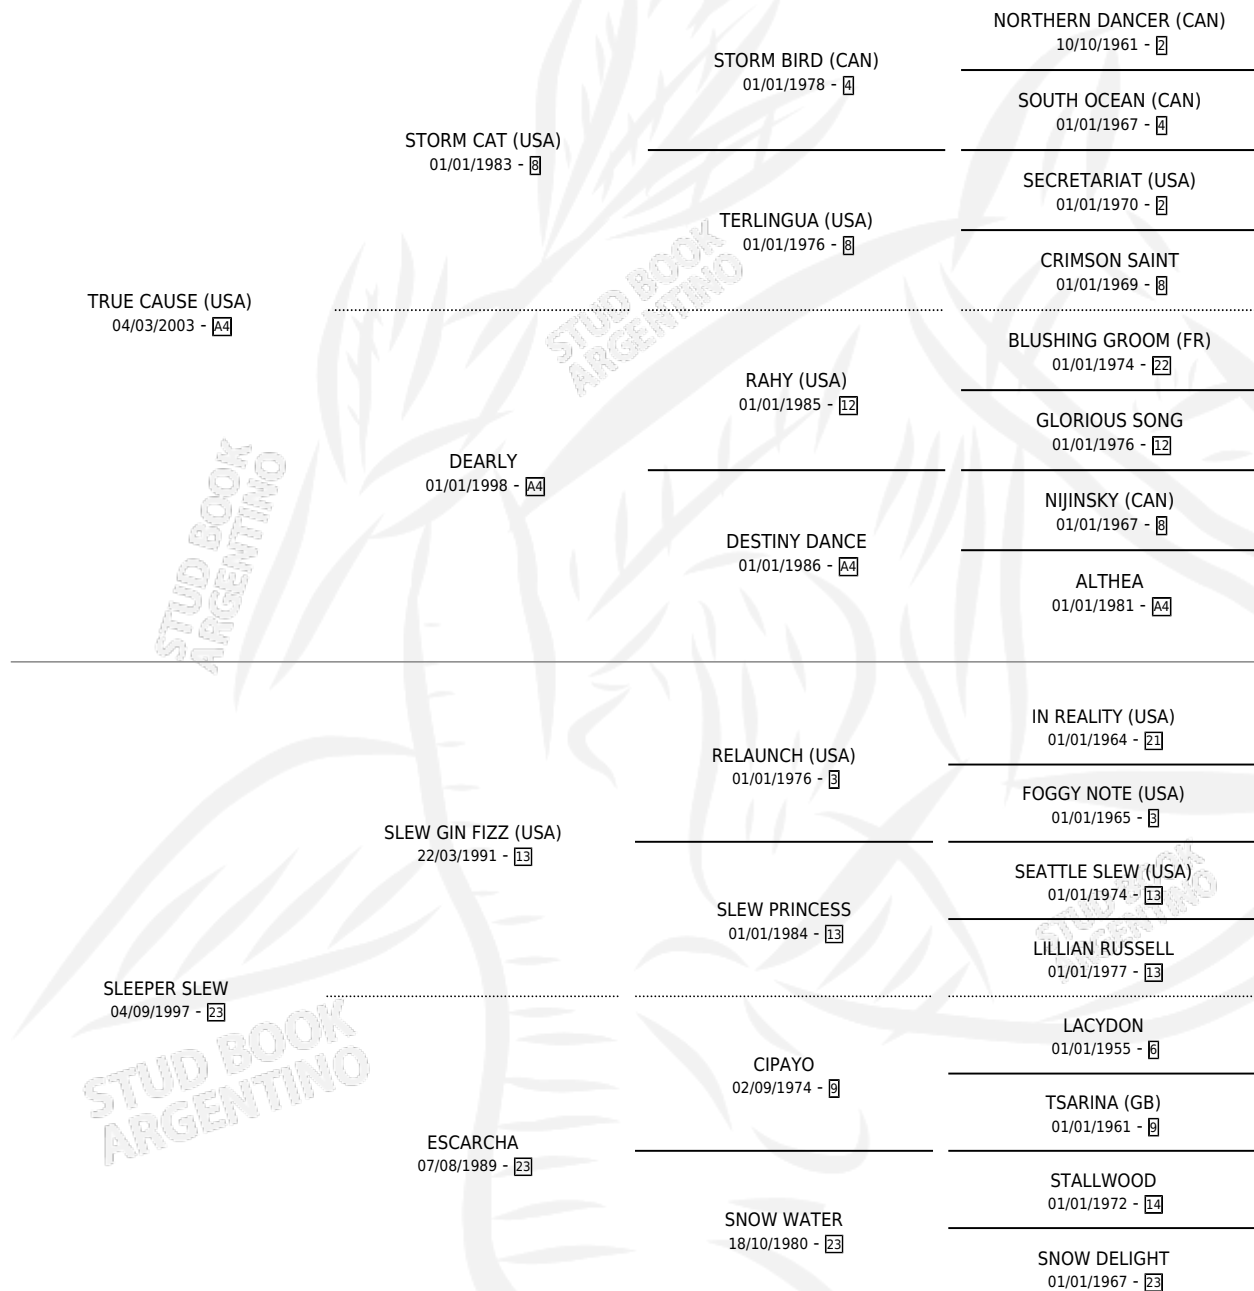 NORTHERN DANCER (CAN)
10/10/1961 - 2
STORM BIRD (CAN)
01/01/1978 - 4
SOUTH OCEAN (CAN)
01/01/1967 - 4
STORM CAT (USA)
01/01/1983 - 8
SECRETARIAT (USA)
01/01/1970 - 2
TERLINGUA (USA)
01/01/1976 - 8
CRIMSON SAINT
01/01/1969 - 8
TRUE CAUSE (USA)
04/03/2003 - A4
BLUSHING GROOM (FR)
01/01/1974 - 22
RAHY (USA)
01/01/1985 - 12
GLORIOUS SONG
01/01/1976 - 12
DEARLY
01/01/1998 - A4
NIJINSKY (CAN)
01/01/1967 - 8
DESTINY DANCE
01/01/1986 - A4
ALTHEA
01/01/1981 - A4
IN REALITY (USA)
01/01/1964 - 21
RELAUNCH (USA)
01/01/1976 - 3
FOGGY NOTE (USA)
01/01/1965 - 3
SLEW GIN FIZZ (USA)
22/03/1991 - 13
SEATTLE SLEW (USA)
01/01/1974 - 13
SLEW PRINCESS
01/01/1984 - 13
LILLIAN RUSSELL
01/01/1977 - 13
SLEEPER SLEW
04/09/1997 - 23
LACYDON
01/01/1955 - 6
CIPAYO
02/09/1974 - 9
TSARINA (GB)
01/01/1961 - 9
ESCARCHA
07/08/1989 - 23
STALLWOOD
01/01/1972 - 14
SNOW WATER
18/10/1980 - 23
SNOW DELIGHT
01/01/1967 - 23
STUD BOOK
ARGENTINO
STUD BOOK
ARGENTINO
STUD BOOK
ARGENTINO
STUD BOOK
ARGENTINO